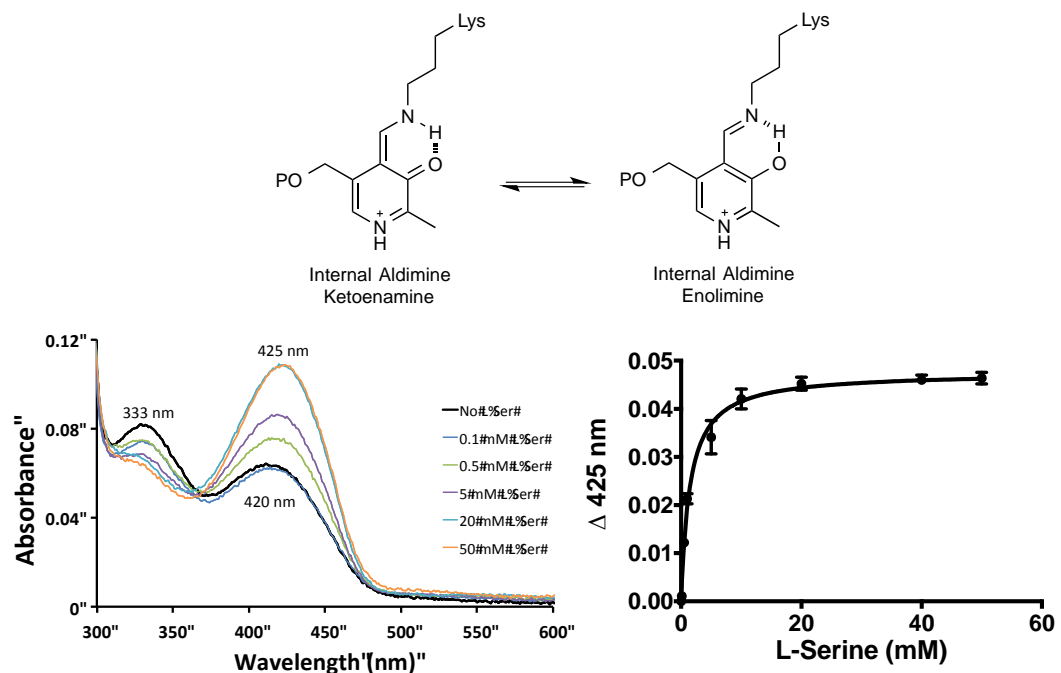 Lys
Lys
N
H
O
PO
N
+
H
N
H
O
PO
N
+
H
Internal Aldimine
Ketoenamine
Internal Aldimine
Enolimine
0.12"
0.08"
0.04"
0"
300"
400"
450"
500"
550"
600"
Absorbance"
Wavelength"(nm)"
333 nm
425 nm
420 nm
No#L%Ser#
0.1#mM#L%Ser#
0.5#mM#L%Ser#
5#mM#L%Ser#
20#mM#L%Ser#
50#mM#L%Ser#
0.05
0.04
0.03
0.02
0.01
0.00
0
20
40
60
Δ 425 nm
L-Serine (mM)